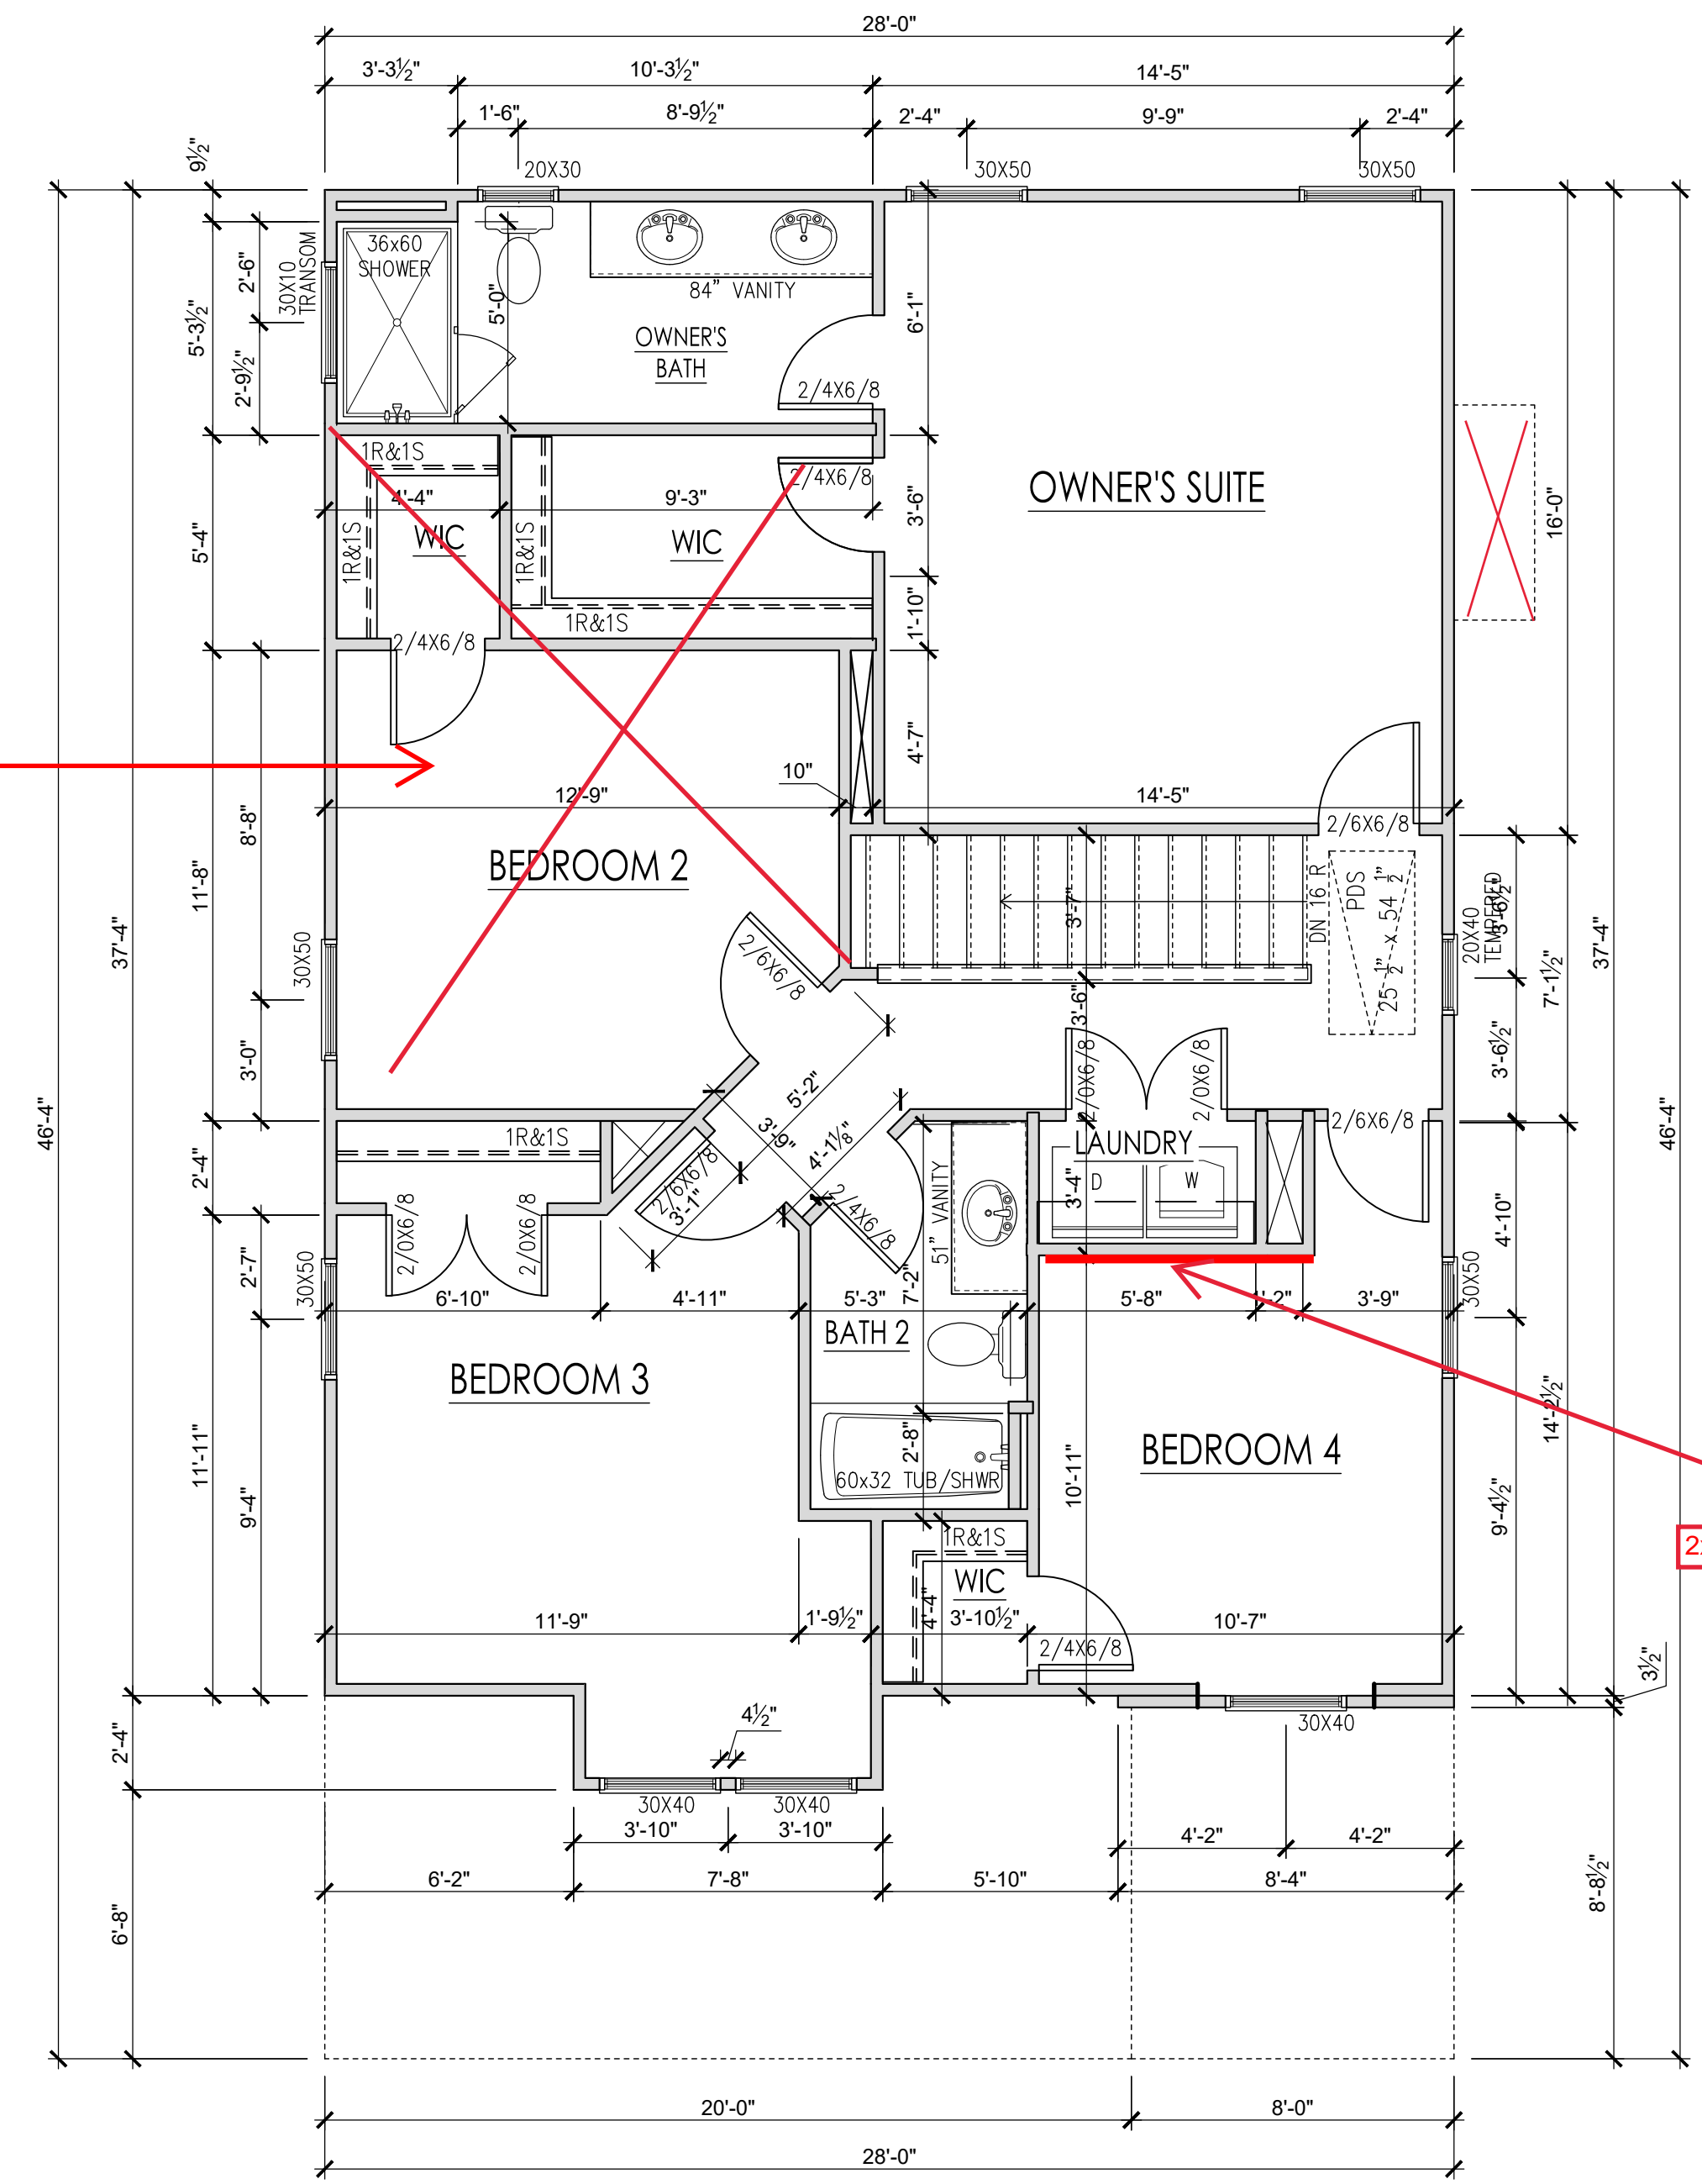 28'-0"
3'-3½" 10'-3½" 14'-5"
1'-6" 8'-9½" 2'-4" 9'-9" 2'-4"
20X30 30X50 30X50
9½"
36x60
SHOWER
30X10
TRANSOM
2'-6"
5'-3½"
2'-9½"
5'-0"
84” VANITY
OWNER'S
BATH
2/4X6/8
6'-1"
1R&1S
2/4X6/8
4'-4" 9'-3"
OWNER'S SUITE
3'-6"
16'-0"
1R&1S
WIC
1R&1S
WIC
5'-4"
1R&1S
1'-10"
2/4X6/8
4'-7"
10"
12'-9" 14'-5"
2/6X6/8
8'-8"
11'-8"
BEDROOM 2
3'-7"
DN 16 R
PDS
25 ½" x 54 ½"
20X40
TEMPERED
3'-6½"
37'-4"
37'-4"
30X50
2/6X6/8
7'-1½"
3'-6"
3'-0"
3'-6½"
2/0X6/8
2/0X6/8
5'-2"
3'-9"
4'-1⅛"
46'-4"
46'-4"
1R&1S
2/6X6/8
LAUNDRY
D W
2'-4"
2/6X6/8
3'-1"
2/4X6/8
51” VANITY
3'-4"
4'-10"
2/0X6/8
2/0X6/8
2'-7"
30X50
30X50
7'-2"
6'-10" 4'-11" 5'-3" 5'-8" 1'-2" 3'-9"
BATH 2
BEDROOM 3
14'-2½"
11'-11"
9'-4"
2'-8"
60x32 TUB/SHWR
BEDROOM 4
10'-11"
9'-4½"
1R&1S
WIC
4'-4"
11'-9" 1'-9½" 3'-10½" 10'-7"
2/4X6/8
3½"
4½"
30X40
2'-4"
30X40 30X40
3'-10" 3'-10" 4'-2" 4'-2"
6'-2" 7'-8" 5'-10" 8'-4"
6'-8"
8'-8½"
20'-0" 8'-0"
28'-0"